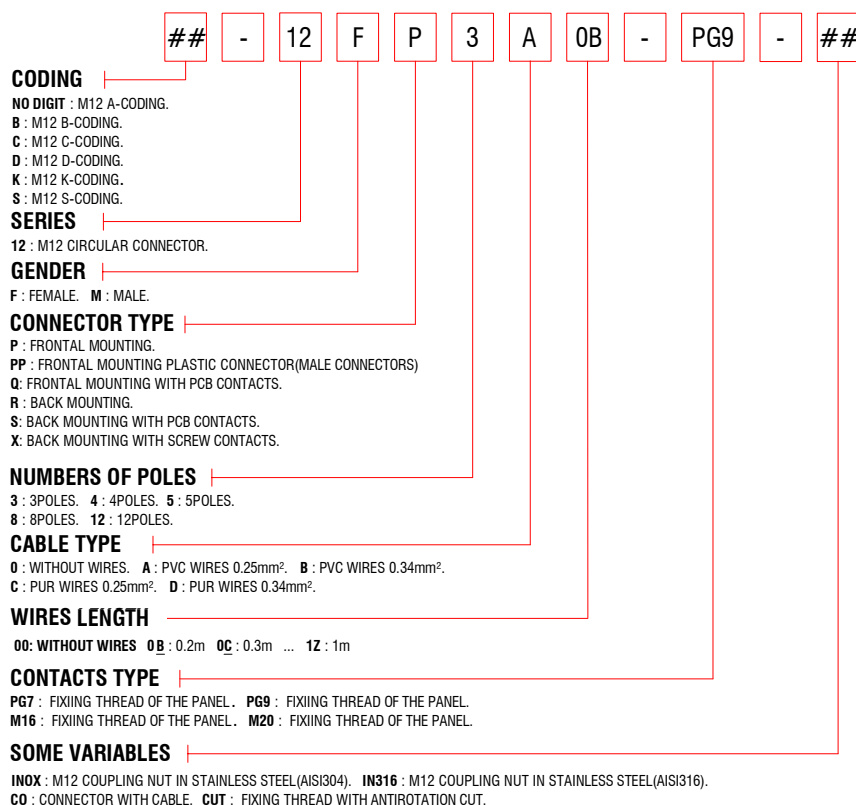 ## - 12 F P 3 A 0B - PG9 - ##
CODING
NO DIGIT : M12 A-CODING.
B : M12 B-CODING.
C : M12 C-CODING.
D : M12 D-CODING.
K : M12 K-CODING.
S : M12 S-CODING.
SERIES
12 : M12 CIRCULAR CONNECTOR.
GENDER
F : FEMALE. M : MALE.
CONNECTOR TYPE
P : FRONTAL MOUNTING.
PP : FRONTAL MOUNTING PLASTIC CONNECTOR(MALE CONNECTORS)
Q: FRONTAL MOUNTING WITH PCB CONTACTS.
R : BACK MOUNTING.
S: BACK MOUNTING WITH PCB CONTACTS.
X: BACK MOUNTING WITH SCREW CONTACTS.
NUMBERS OF POLES
3 : 3POLES. 4 : 4POLES. 5 : 5POLES.
8 : 8POLES. 12 : 12POLES.
CABLE TYPE
0 : WITHOUT WIRES. A : PVC WIRES 0.25mm². B : PVC WIRES 0.34mm².
C : PUR WIRES 0.25mm². D : PUR WIRES 0.34mm².
WIRES LENGTH
00: WITHOUT WIRES 0B : 0.2m 0C : 0.3m ... 1Z : 1m
CONTACTS TYPE
PG7 : FIXIING THREAD OF THE PANEL. PG9 : FIXIING THREAD OF THE PANEL.
M16 : FIXIING THREAD OF THE PANEL. M20 : FIXIING THREAD OF THE PANEL.
SOME VARIABLES
INOX : M12 COUPLING NUT IN STAINLESS STEEL(AISI304). IN316 : M12 COUPLING NUT IN STAINLESS STEEL(AISI316).
CO : CONNECTOR WITH CABLE. CUT : FIXING THREAD WITH ANTIROTATION CUT.